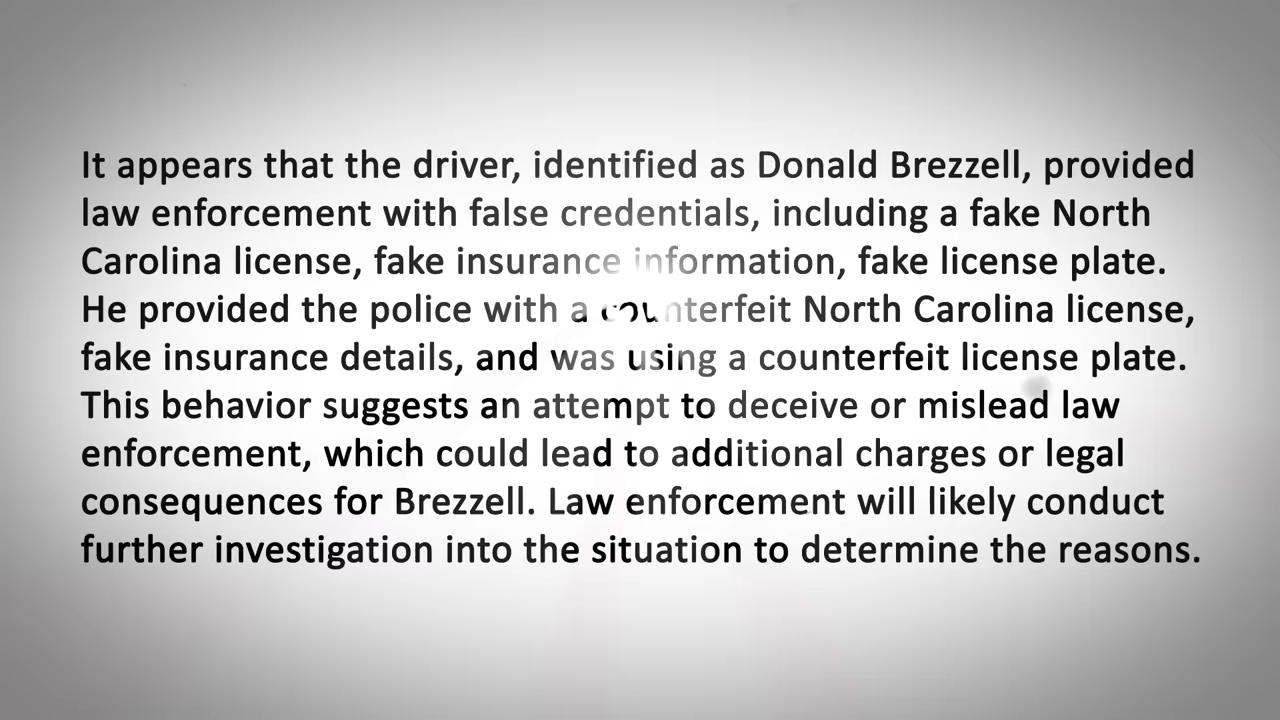 It appears that the driver, identified as Donald Brezzell, provided
law enforcement with false credentials, including a fake North
Carolina license, fake insurance information, fake license plate.
He provided the police with a counterfeit North Carolina license,
fake insurance details, and was using a counterfeit license plate.
This behavior suggests an attempt to deceive or mislead law
enforcement, which could lead to additional charges or legal
consequences for Brezzell. Law enforcement will likely conduct
further investigation into the situation to determine the reasons.